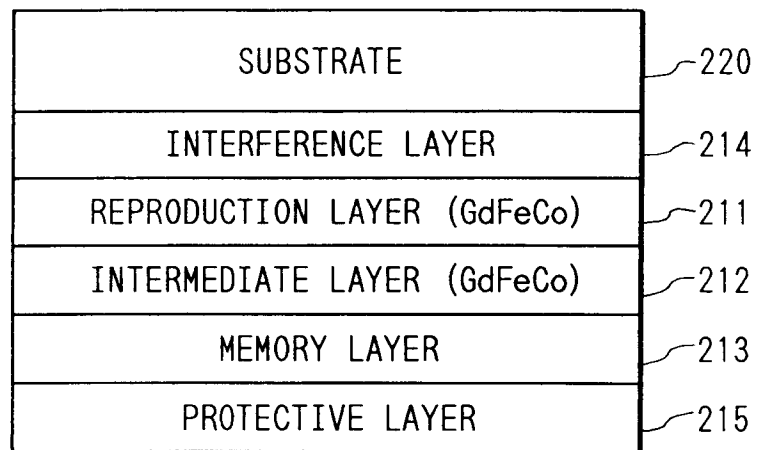 SUBSTRATE 220
INTERFERENCE LAYER 214
REPRODUCTION LAYER (GdFeCo) 211
INTERMEDIATE LAYER (GdFeCo) 212
MEMORY LAYER 213
PROTECTIVE LAYER 215